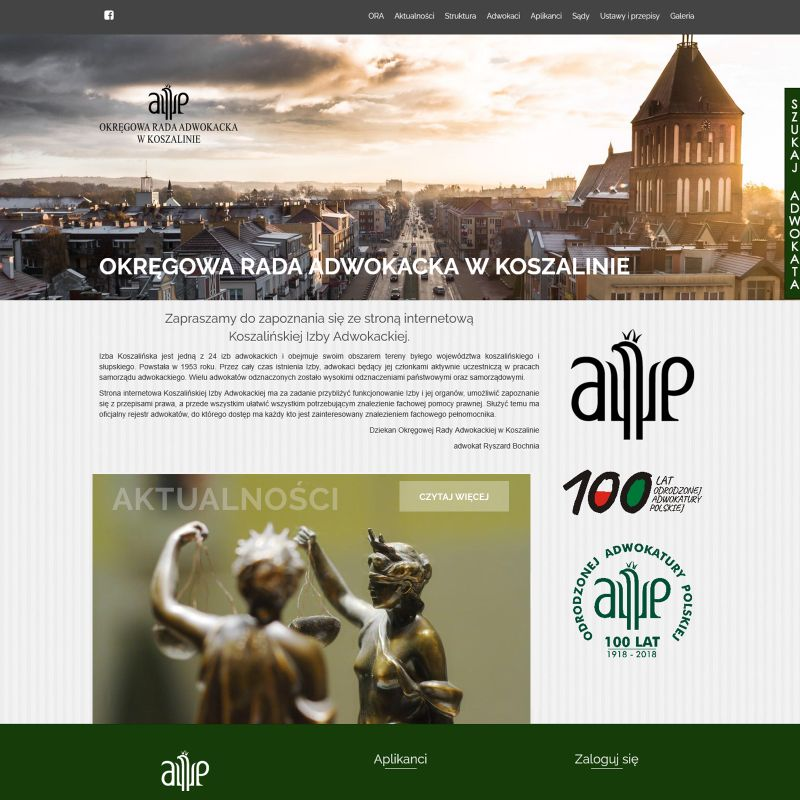 ORA Aktualności Struktura Adwokaci Aplikanci Sądy Ustawy i przepisy Galeria
OKRĘGOWA RADA ADWOKACKA
W KOSZALINIE
SZUKAJ ADWOKATA
OKRĘGOWA RADA ADWOKACKA W KOSZALINIE
Zapraszamy do zapoznania się ze stroną internetową
Koszalińskiej Izby Adwokackiej.
Izba Koszalińska jest jedną z 24 izb adwokackich i obejmuje swoim obszarem tereny byłego województwa koszalińskiego i
słupskiego. Powstała w 1953 roku. Przez cały czas istnienia Izby, adwokaci będący jej członkami aktywnie uczestniczą w pracach
samorządu adwokackiego. Wielu adwokatów odznaczonych zostało wysokimi odznaczeniami państwowymi oraz samorządowymi.
Strona internetowa Koszalińskiej Izby Adwokackiej ma za zadanie przybliżyć funkcjonowanie Izby i jej organów, umożliwić zapoznanie
się z przepisami prawa, a przede wszystkim ułatwić wszystkim potrzebującym znalezienie fachowej pomocy prawnej. Służyć temu ma
oficjalny rejestr adwokatów, do którego dostęp ma każdy kto jest zainteresowany znalezieniem fachowego pełnomocnika.
Dziekan Okręgowej Rady Adwokackiej w Koszalinie
adwokat Ryszard Bochnia
AKTUALNOŚCI
CZYTAJ WIĘCEJ
100 LAT
ODRODZONEJ
ADWOKATURY
POLSKIEJ
ODRODZONEJ ADWOKATURY POLSKIEJ
100 LAT
1918 - 2018
Aplikanci
Zaloguj się